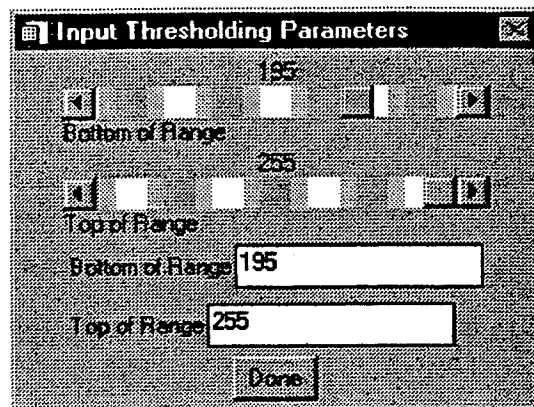 Input Thresholding Parameters
195
Bottom of Range
255
Top of Range
Bottom of Range 195
Top of Range 255
Done